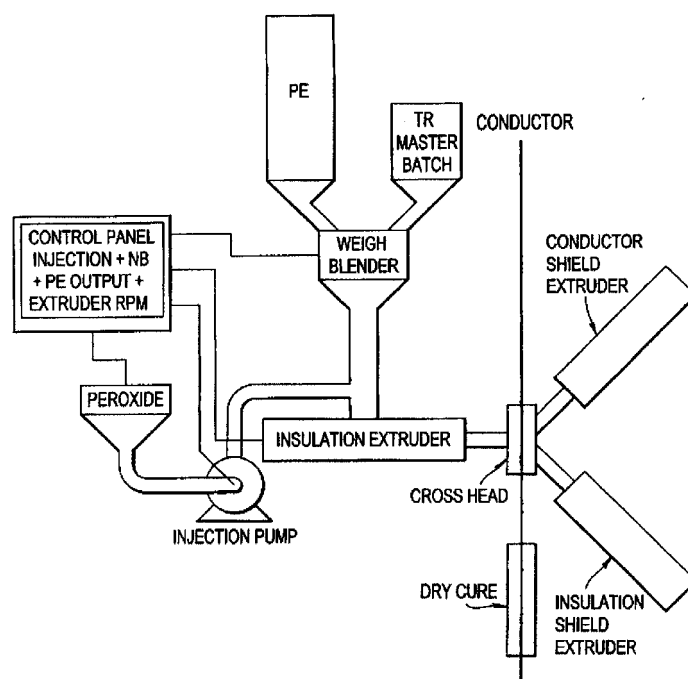 PE
TR
MASTER
BATCH
CONDUCTOR
CONTROL PANEL
INJECTION + NB
+ PE OUTPUT +
EXTRUDER RPM
WEIGH
BLENDER
CONDUCTOR
SHIELD
EXTRUDER
PEROXIDE
INSULATION EXTRUDER
CROSS HEAD
INJECTION PUMP
DRY CURE
INSULATION
SHIELD
EXTRUDER